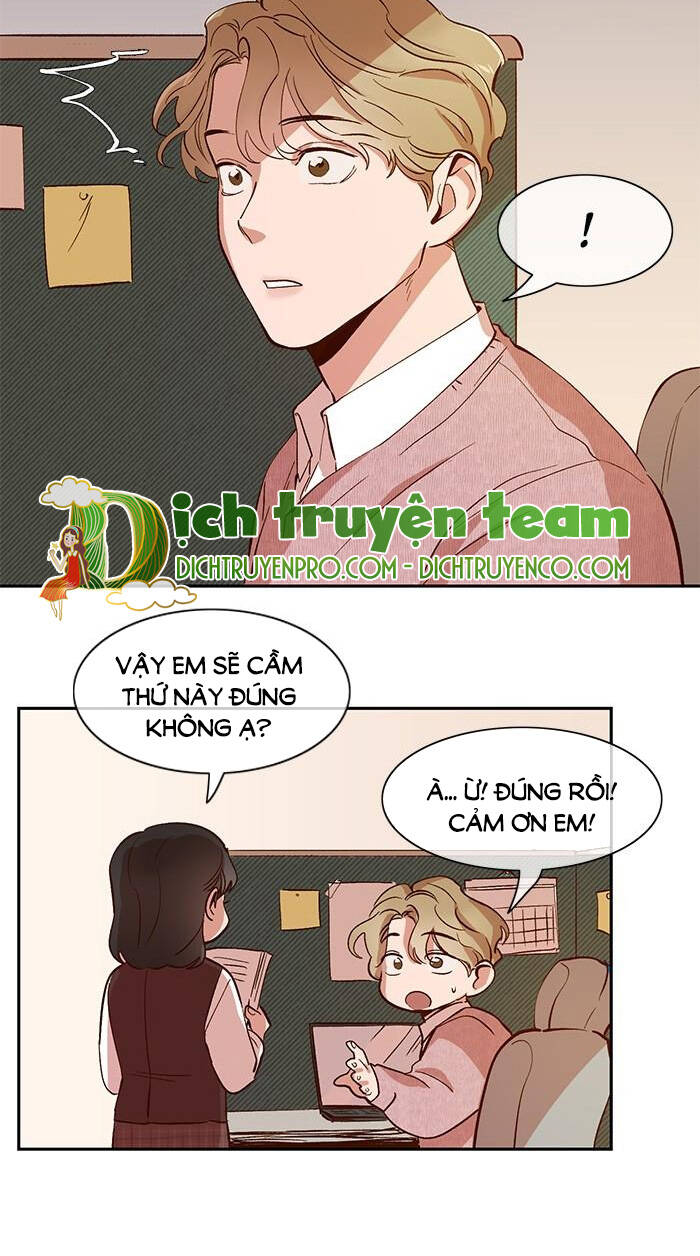 !
Dịch truyện team
DICHTRUYENPRO.COM - DICHTRUYENCO.COM
VẬY EM SẼ CẦM
THỨ NÀY ĐÚNG
KHÔNG Ạ?
À... Ừ! ĐÚNG RỒI!
CẢM ƠN EM!